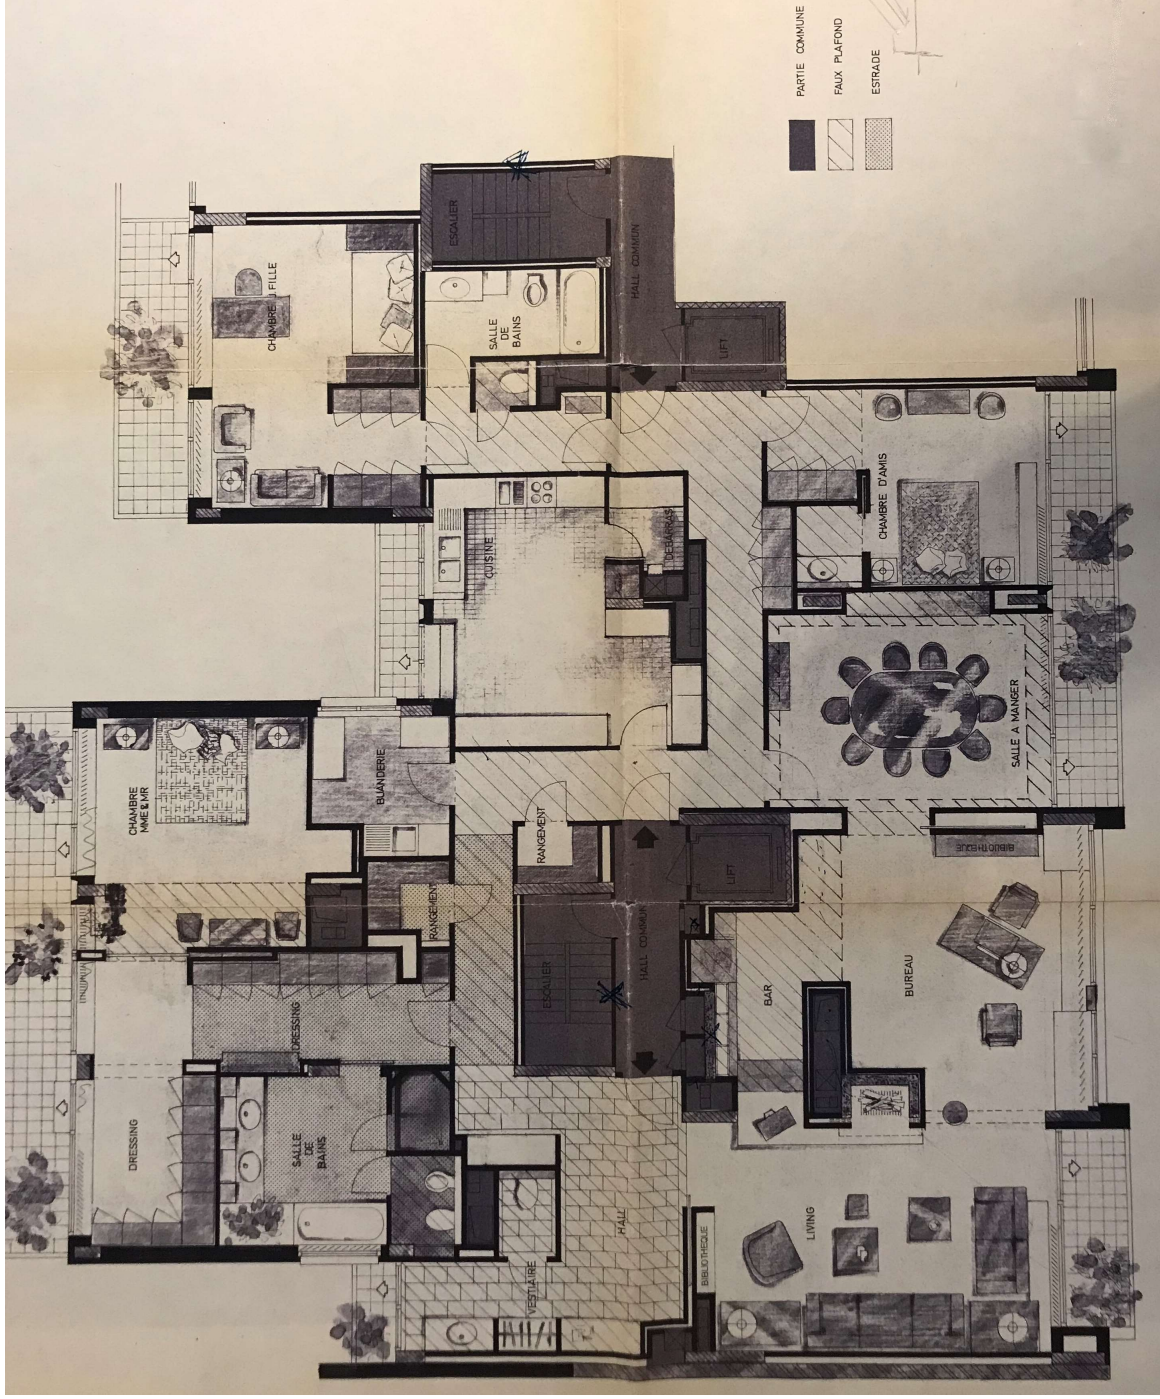 PARTIE COMMUNE
FAUX PLAFOND
ESTRADE
ESCALIER
HALL COMMUN
CHAMBRE J. FILLE
SALLE
DE
BAINS
LIFT
CUISINE
DEBARRAS
CHAMBRE D'AMIS
SALLE A MANGER
CHAMBRE
MME & MR
BUANDERIE
RANGEMENT
RANGEMENT
LIFT
BIBLIOTHEQUE
ESCALIER
HALL COMMUN
BAR
BUREAU
DRESSING
DRESSING
SALLE
DE
BAINS
HALL
VESTIAIRE
BIBLIOTHEQUE
LIVING